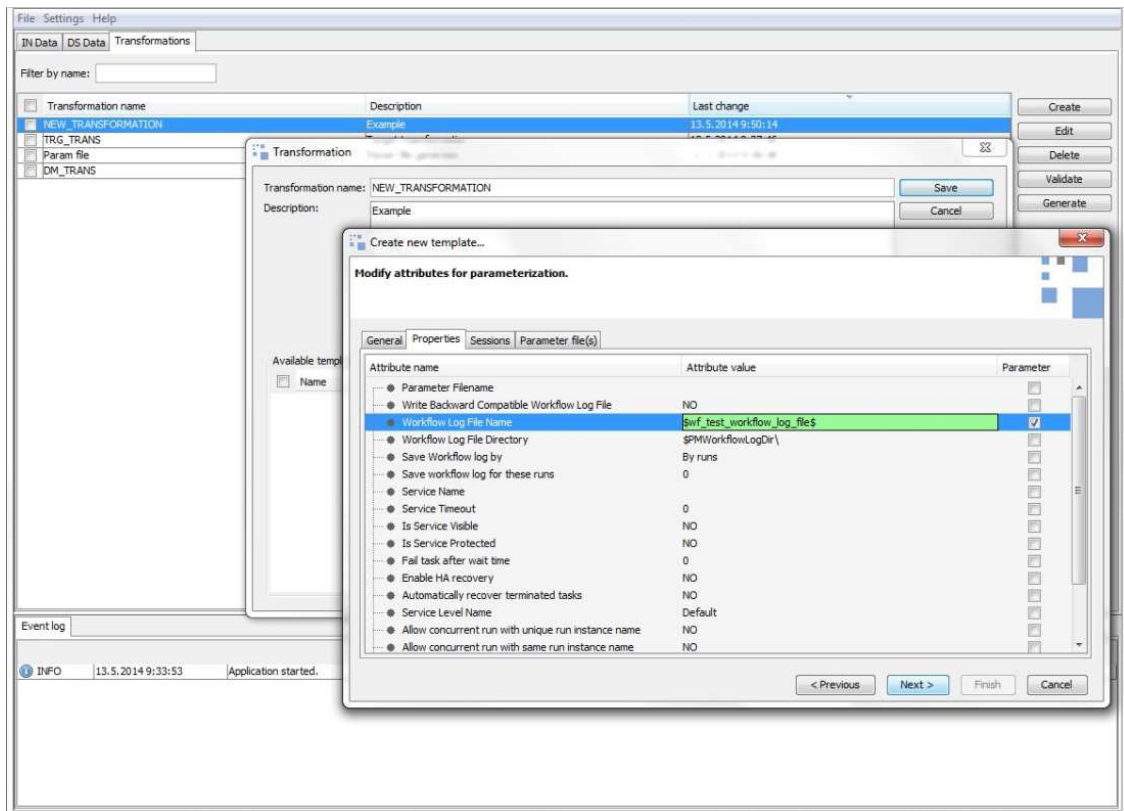 File Settings Help
IN Data DS Data Transformations
Filter by name:
Transformation name Description Last change
NEW_TRANSFORMATION Example 13.5.2014 9:50:14
TRG_TRANS
Param file
DM_TRANS
Create
Edit
Delete
Validate
Generate
Transformation
Transformation name: NEW_TRANSFORMATION Save
Description: Example Cancel
Available templ
Name
Create new template...
Modify attributes for parameterization.
General Properties Sessions Parameter file(s)
Attribute name Attribute value Parameter
Parameter Filename
Write Backward Compatible Workflow Log File NO
Workflow Log File Name $wf_test_workflow_log_file$
Workflow Log File Directory $PMWorkflowLogDir\
Save Workflow log by By runs
Save workflow log for these runs 0
Service Name
Service Timeout 0
Is Service Visible NO
Is Service Protected NO
Fail task after wait time 0
Enable HA recovery NO
Automatically recover terminated tasks NO
Service Level Name Default
Allow concurrent run with unique run instance name NO
Allow concurrent run with same run instance name NO
< Previous Next > Finish Cancel
Event log
INFO 13.5.2014 9:33:53 Application started.